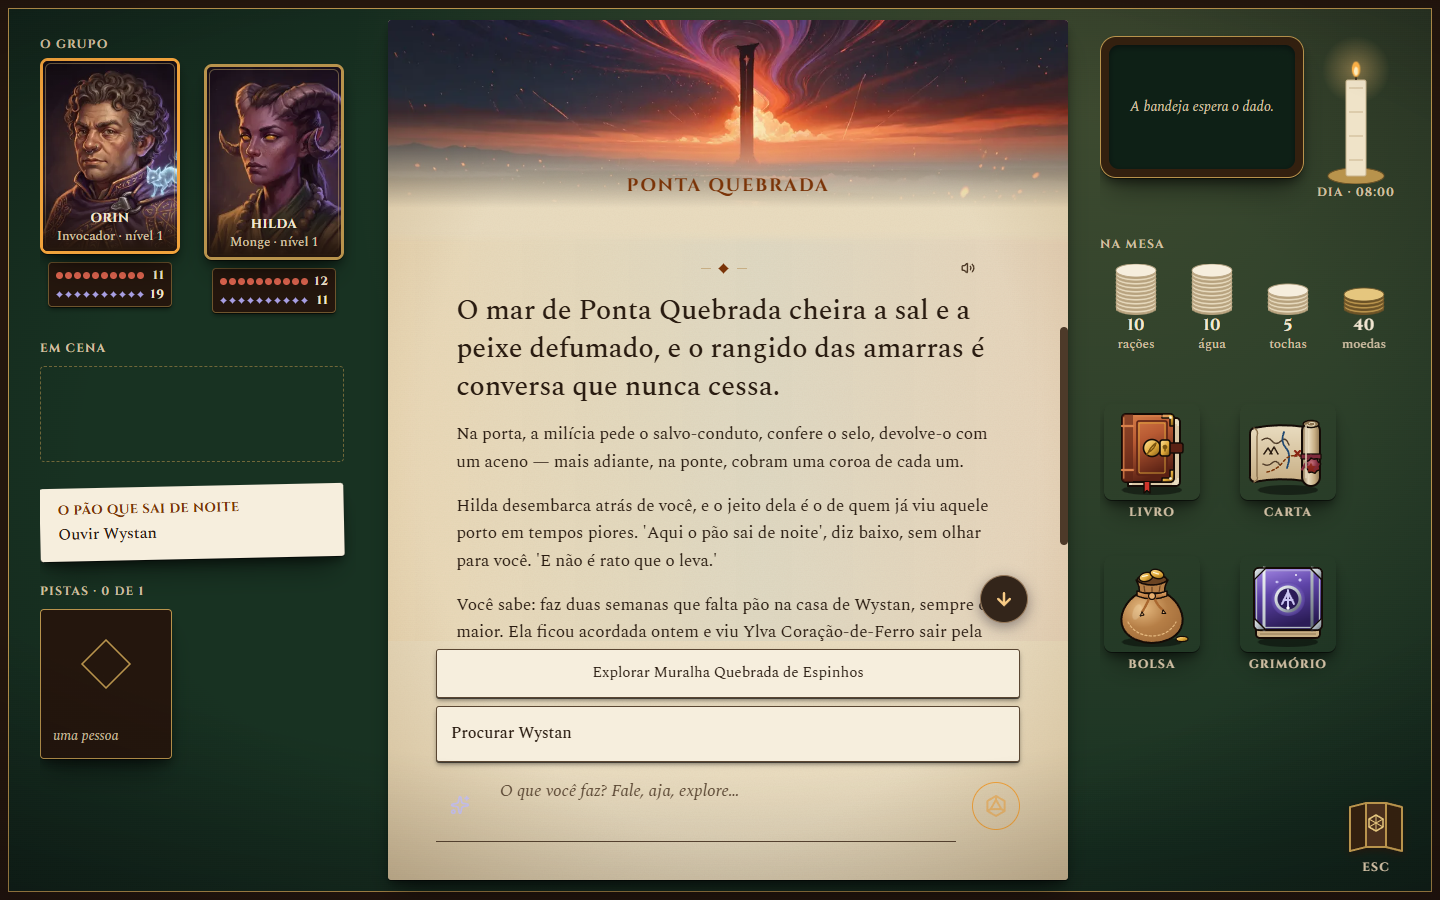 O GRUPO
ORIN
Invocador · nível 1
11
19
HILDA
Monge · nível 1
12
11
EM CENA
O PÃO QUE SAI DE NOITE
Ouvir Wystan
PISTAS · 0 DE 1
uma pessoa
PONTA QUEBRADA
O mar de Ponta Quebrada cheira a sal e a
peixe defumado, e o rangido das amarras é
conversa que nunca cessa.
Na porta, a milícia pede o salvo-conduto, confere o selo, devolve-o com
um aceno — mais adiante, na ponte, cobram uma coroa de cada um.
Hilda desembarca atrás de você, e o jeito dela é o de quem já viu aquele
porto em tempos piores. 'Aqui o pão sai de noite', diz baixo, sem olhar
para você. 'E não é rato que o leva.'
Você sabe: faz duas semanas que falta pão na casa de Wystan, sempre
maior. Ela ficou acordada ontem e viu Ylva Coração-de-Ferro sair pela
Explorar Muralha Quebrada de Espinhos
Procurar Wystan
O que você faz? Fale, aja, explore...
A bandeja espera o dado.
DIA · 08:00
NA MESA
10
rações
10
água
5
tochas
40
moedas
LIVRO
CARTA
BOLSA
GRIMÓRIO
ESC